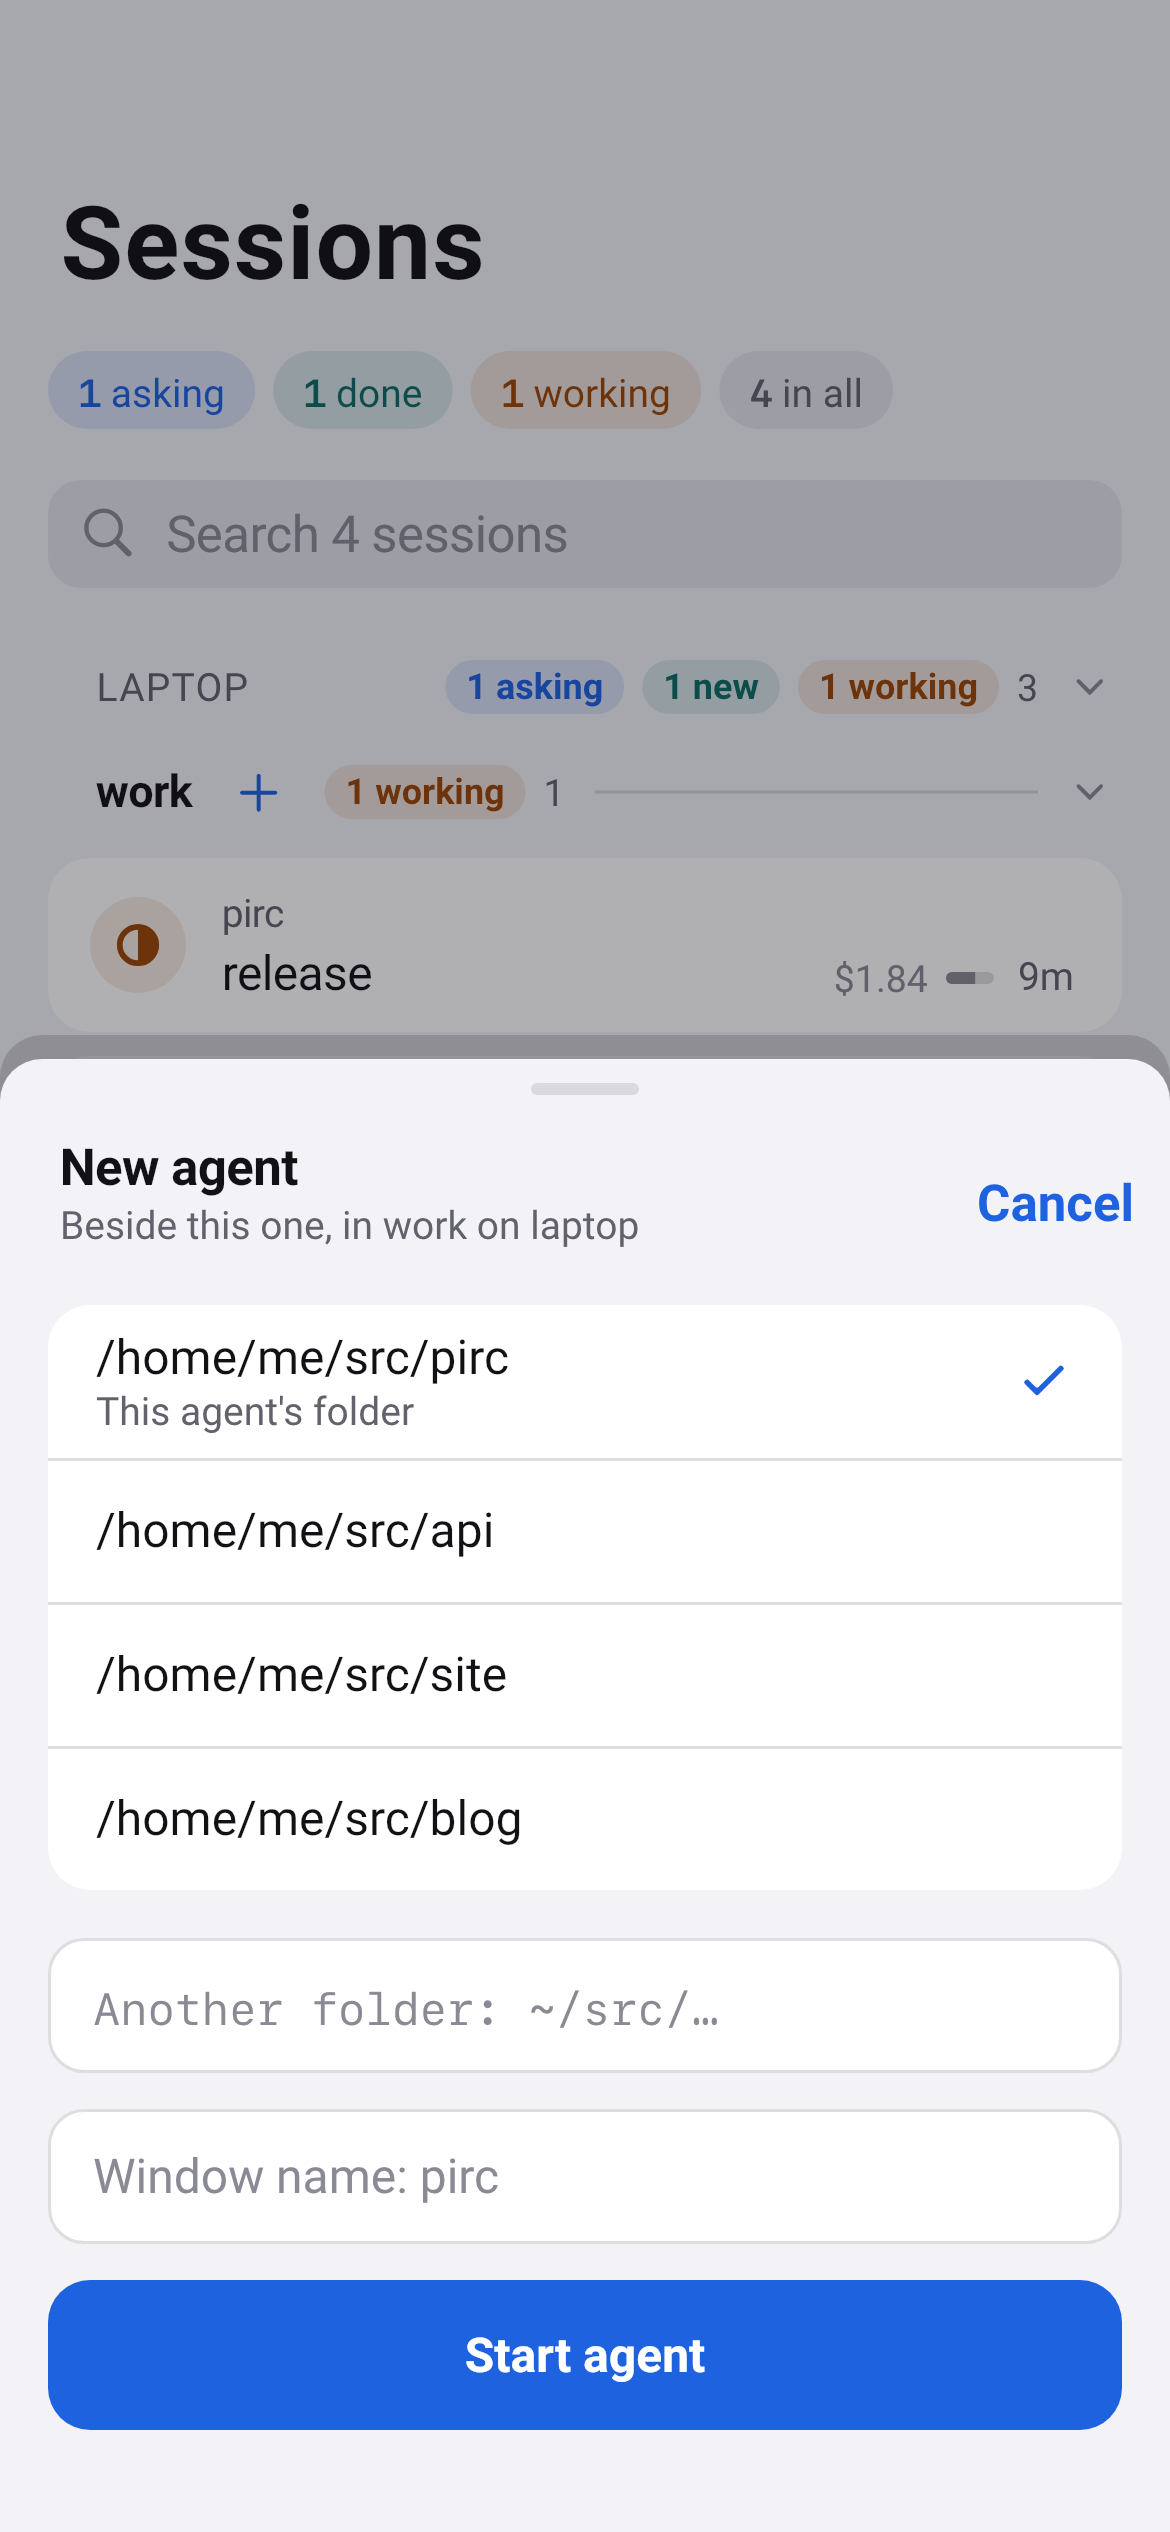 Sessions
1 asking 1 done 1 working 4 in all
Search 4 sessions
LAPTOP 1 asking 1 new 1 working 3
work 1 working 1
pirc
release $1.84 9m
New agent
Beside this one, in work on laptop
Cancel
/home/me/src/pirc
This agent's folder
/home/me/src/api
/home/me/src/site
/home/me/src/blog
Another folder: ~/src/…
Window name: pirc
Start agent